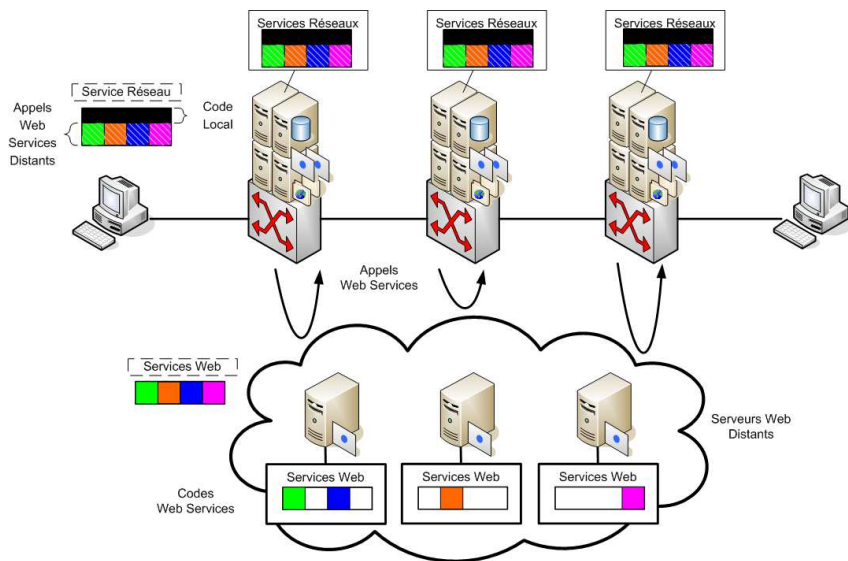 Services Réseaux
Services Réseaux
Services Réseaux
Service Réseau
Appels
Web
Services
Distants
Code
Local
Appels
Web Services
Services Web
Serveurs Web
Distants
Services Web
Services Web
Services Web
Codes
Web Services